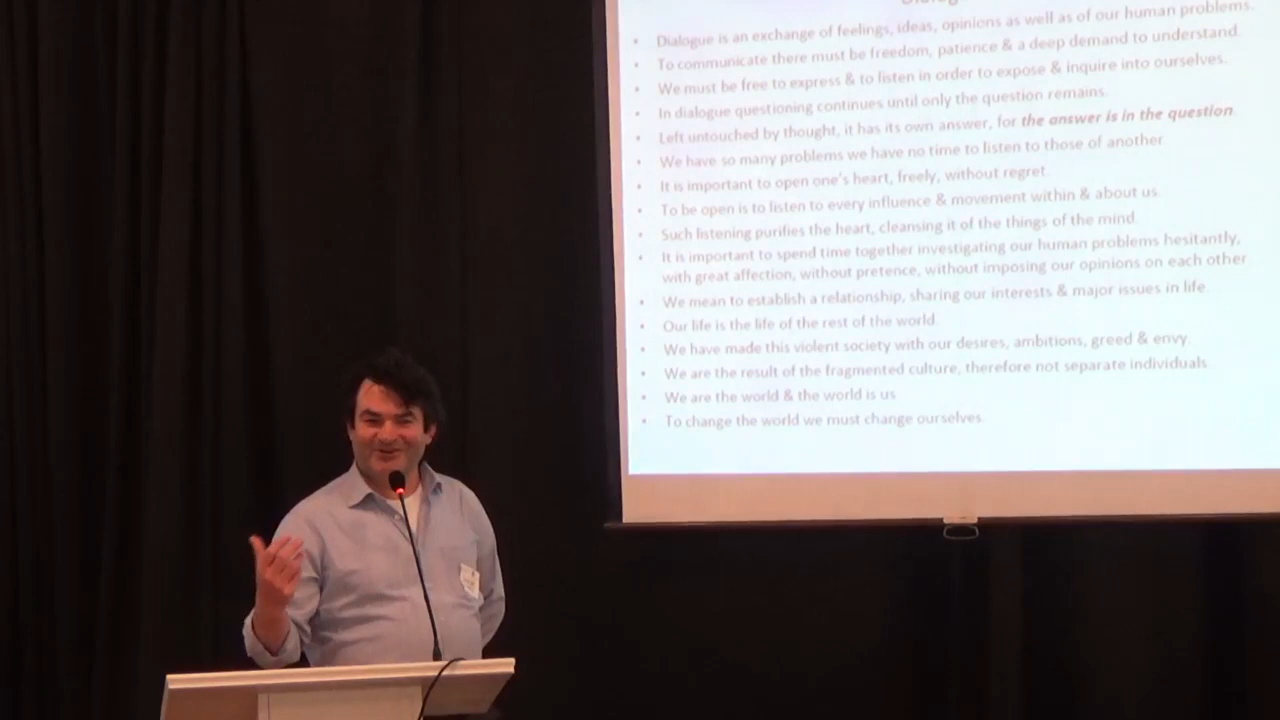 Dialogue is an exchange of feelings, ideas, opinions as well as of our human problems.
To communicate there must be freedom, patience & a deep demand to understand.
We must be free to express & to listen in order to expose & inquire into ourselves.
In dialogue questioning continues until only the question remains.
Left untouched by thought, it has its own answer, for the answer is in the question.
We have so many problems we have no time to listen to those of another.
It is important to open one's heart, freely, without regret.
To be open is to listen to every influence & movement within & about us.
Such listening purifies the heart, cleansing it of the things of the mind.
It is important to spend time together investigating our human problems hesitantly,
with great affection, without pretence, without imposing our opinions on each other
We mean to establish a relationship, sharing our interests & major issues in life.
Our life is the life of the rest of the world.
We have made this violent society with our desires, ambitions, greed & envy.
We are the result of the fragmented culture, therefore not separate individuals
We are the world & the world is us.
To change the world we must change ourselves.